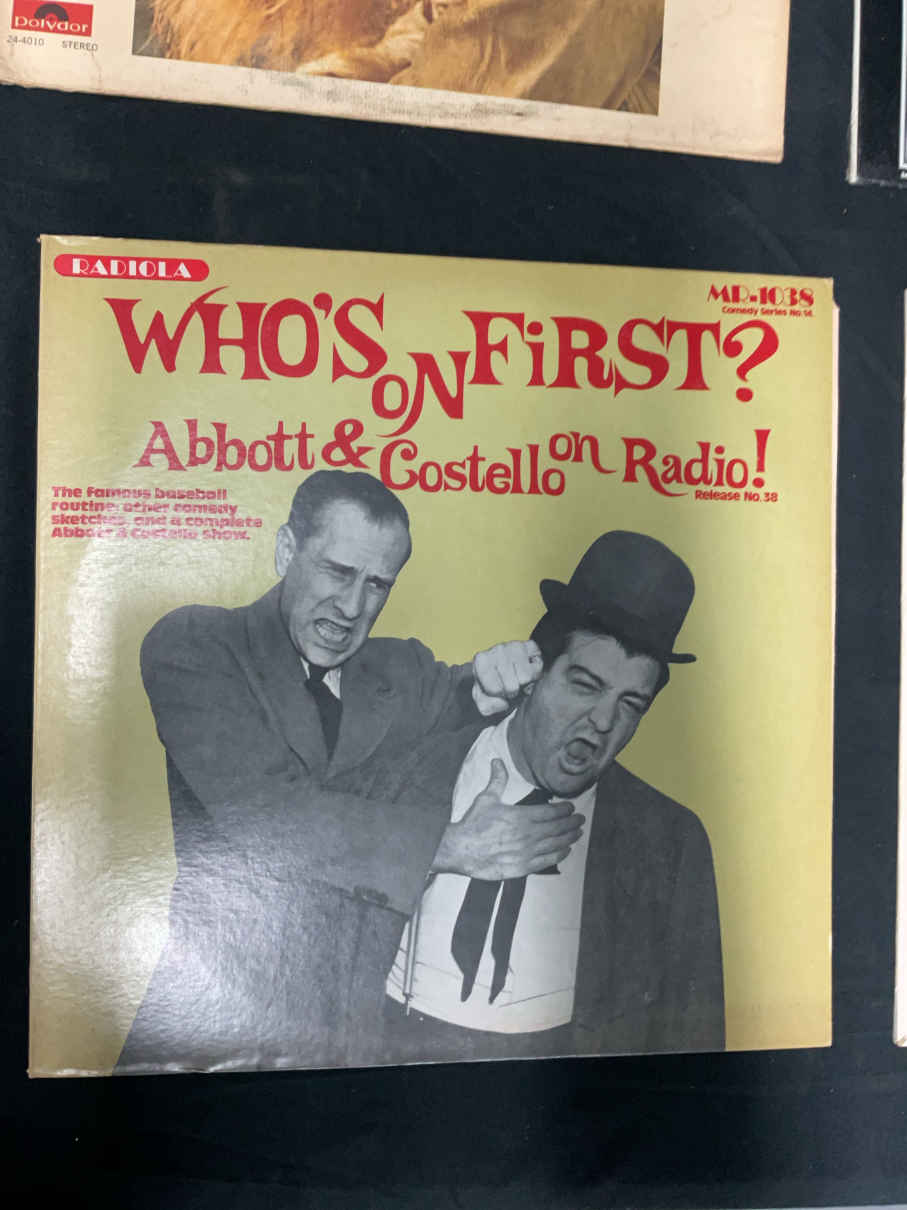 Polydor
24-4010 STEREO
RADIOLA
MR-1038
Comedy Series No.14.
WHO'S ON FiRST?
Abbott & Costello on Radio!
Release No.38
The famous baseball
routine, other comedy
sketches, and a complete
Abbott & Costello show.